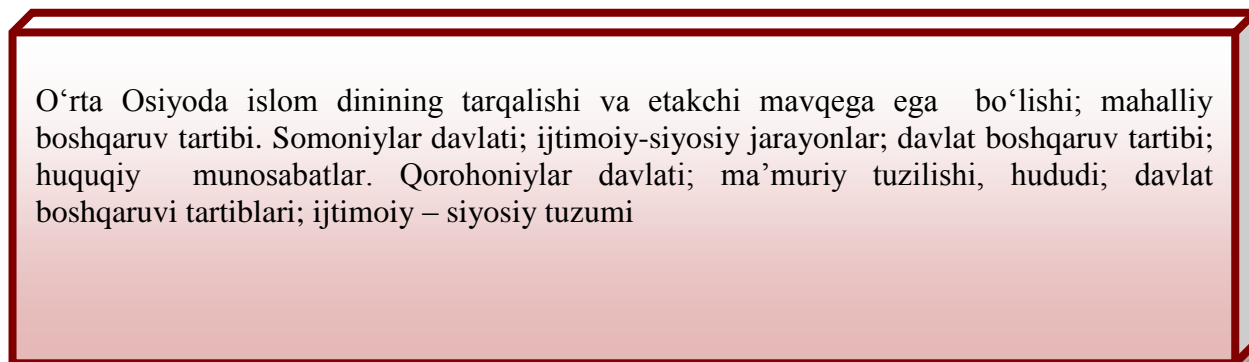 O‘rta Osiyoda islom dinining tarqalishi va etakchi mavqega ega bo‘lishi; mahalliy
boshqaruv tartibi. Somoniylar davlati; ijtimoiy-siyosiy jarayonlar; davlat boshqaruv tartibi;
huquqiy munosabatlar. Qorohoniylar davlati; ma’muriy tuzilishi, hududi; davlat
boshqaruvi tartiblari; ijtimoiy – siyosiy tuzumi